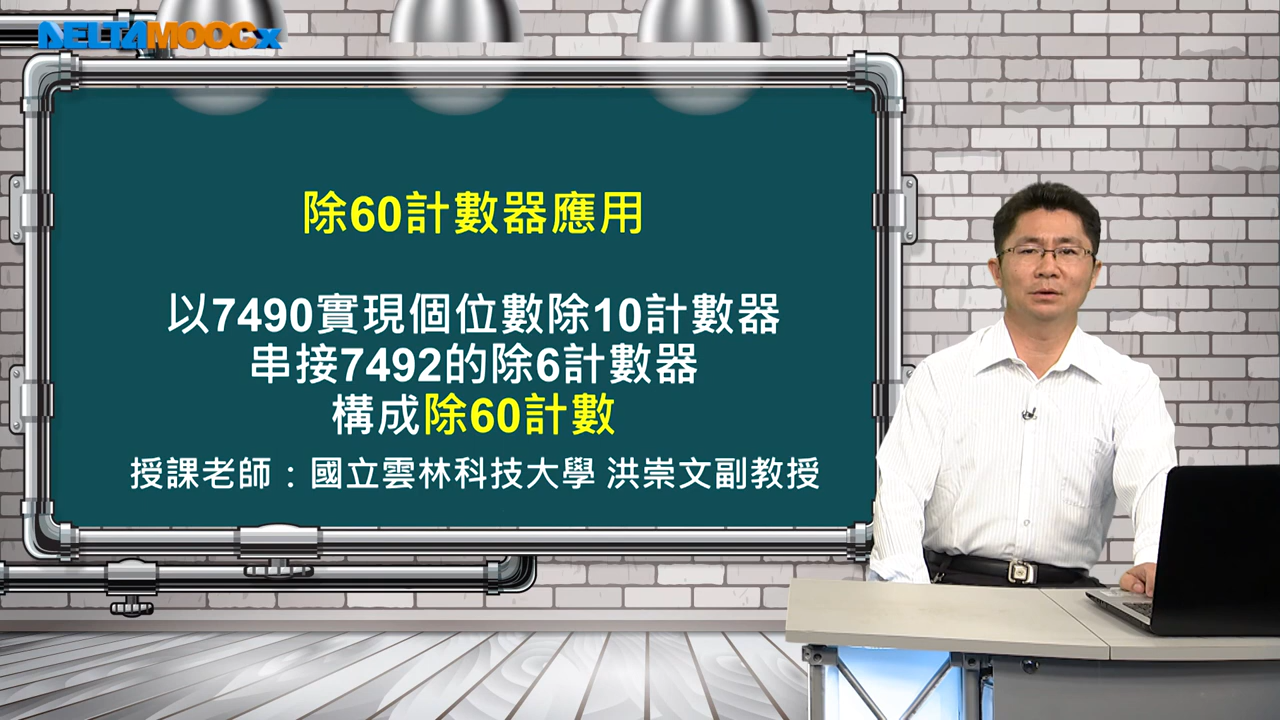 DELTAMOOCx
除60計數器應用
以7490實現個位數除10計數器
串接7492的除6計數器
構成除60計數
授課老師：國立雲林科技大學 洪崇文副教授